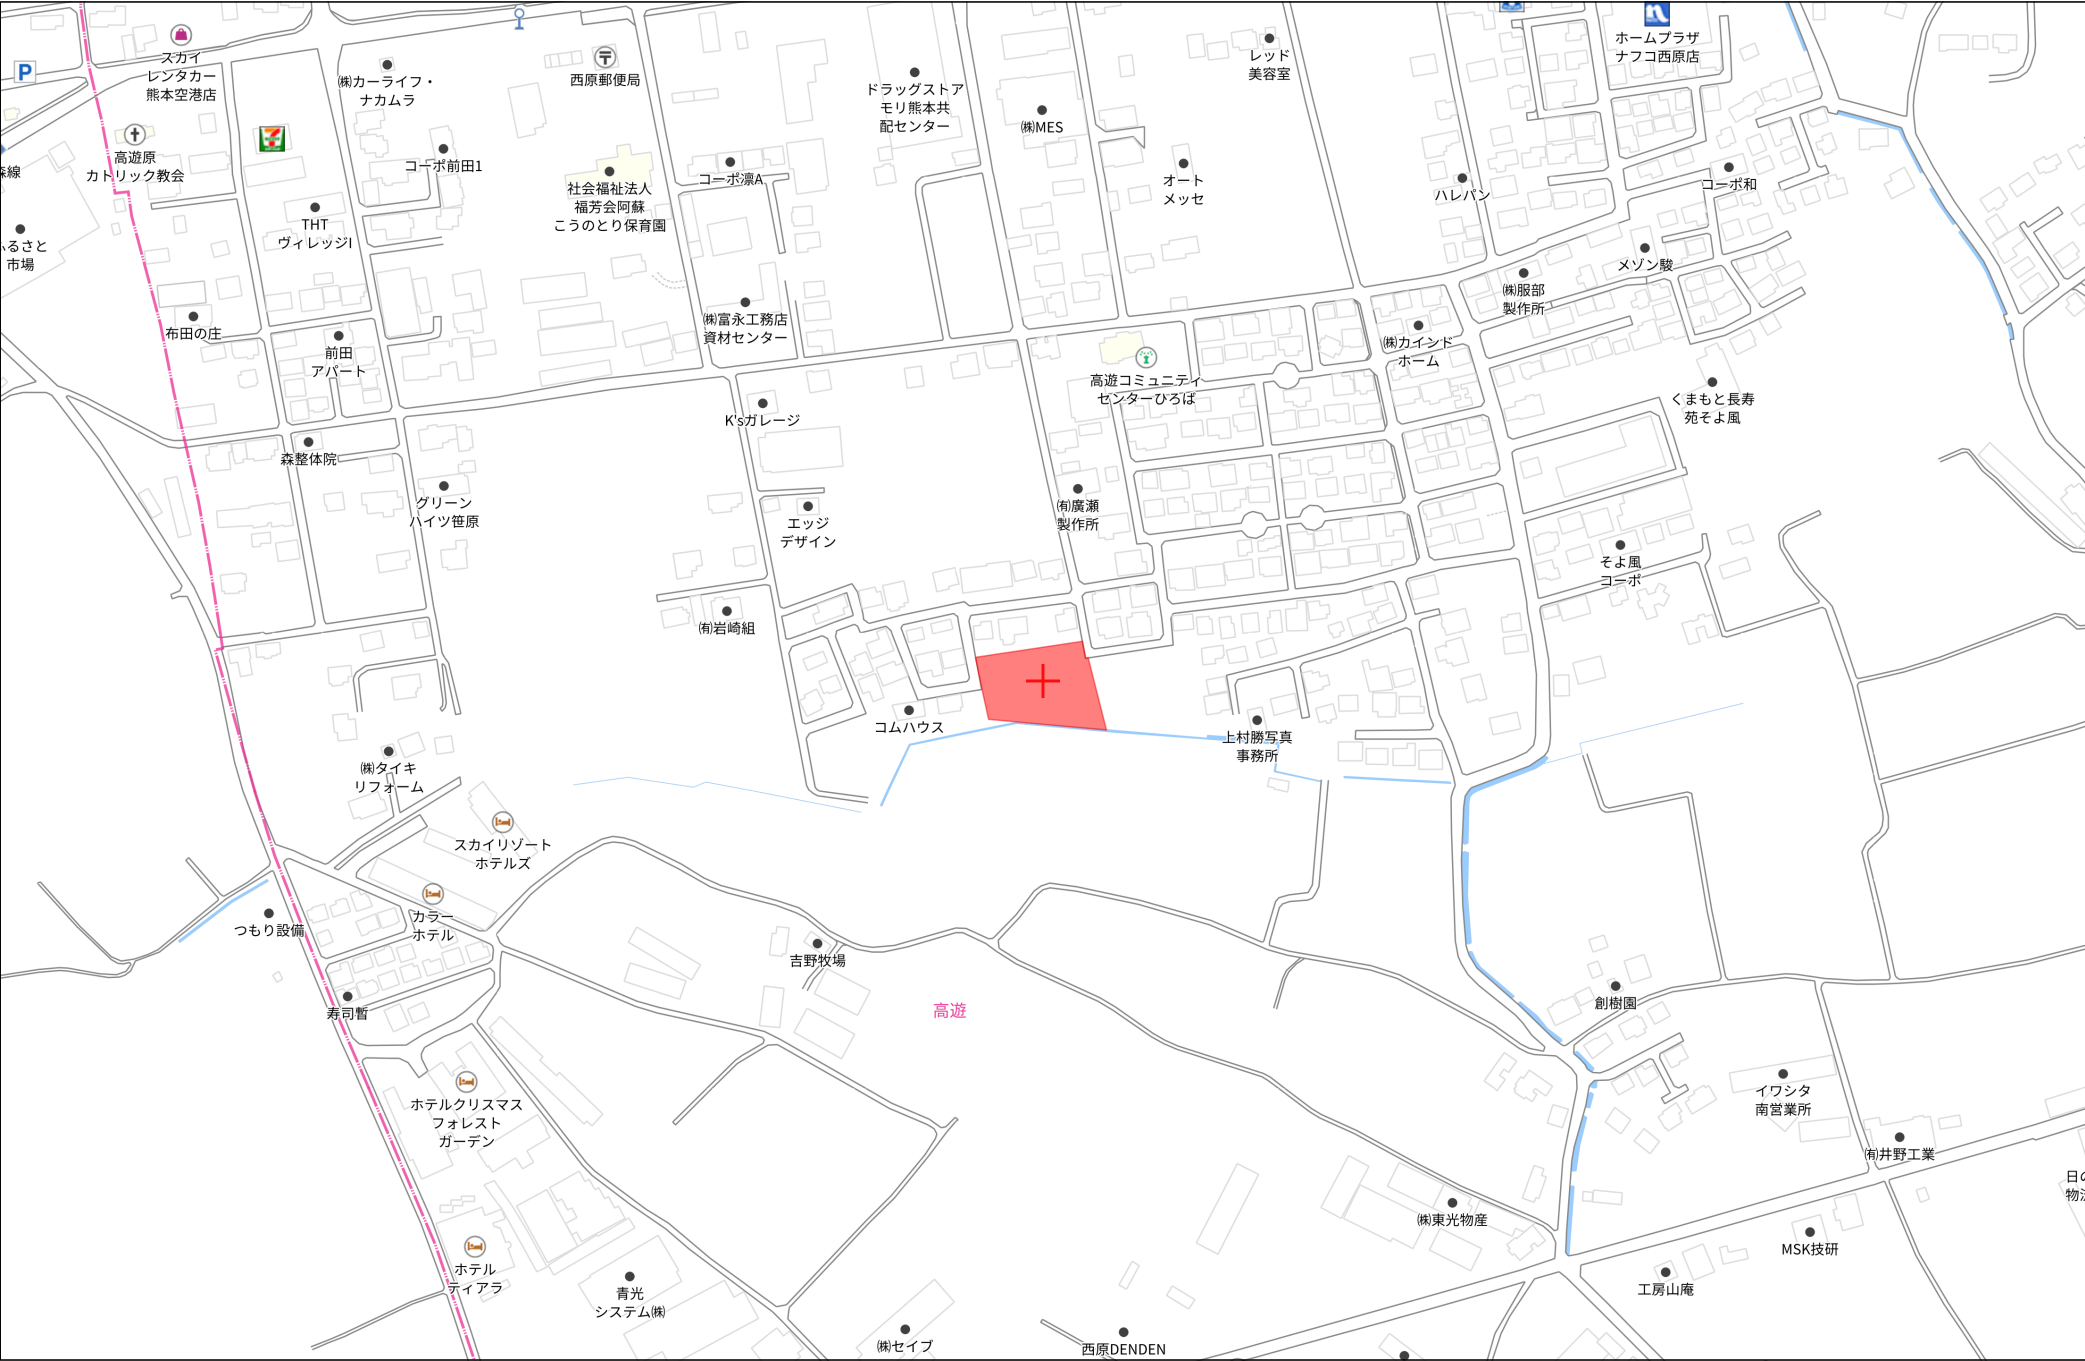 スカイ
レンタカー
熊本空港店
P
㈱カーライフ・
ナカムラ
西原郵便局
ドラッグストア
モリ熊本共
配センター
㈱MES
レッド
美容室
ホームプラザ
ナフコ西原店
高遊原
カトリック教会
コーポ前田1
コーポ凛A
社会福祉法人
福芳会阿蘇
こうのとり保育園
オート
メッセ
ハレパン
コーポ和
THT
ヴィレッジI
ふるさと
市場
メゾン駿
㈱服部
製作所
布田の庄
前田
アパート
㈱富永工務店
資材センター
㈱カインド
ホーム
高遊コミュニティ
センターひろば
くまもと長寿
苑そよ風
K'sガレージ
森整体院
グリーン
ハイツ笹原
エッジ
デザイン
㈲廣瀬
製作所
そよ風
コーポ
㈲岩崎組
コムハウス
上村勝写真
事務所
㈱タイキ
リフォーム
スカイリゾート
ホテルズ
カラー
ホテル
つもり設備
吉野牧場
寿司暫
高遊
創樹園
ホテルクリスマス
フォレスト
ガーデン
イワシタ
南営業所
㈲井野工業
㈱東光物産
MSK技研
ホテル
ティアラ
青光
システム㈱
工房山庵
㈱セイブ
西原DENDEN